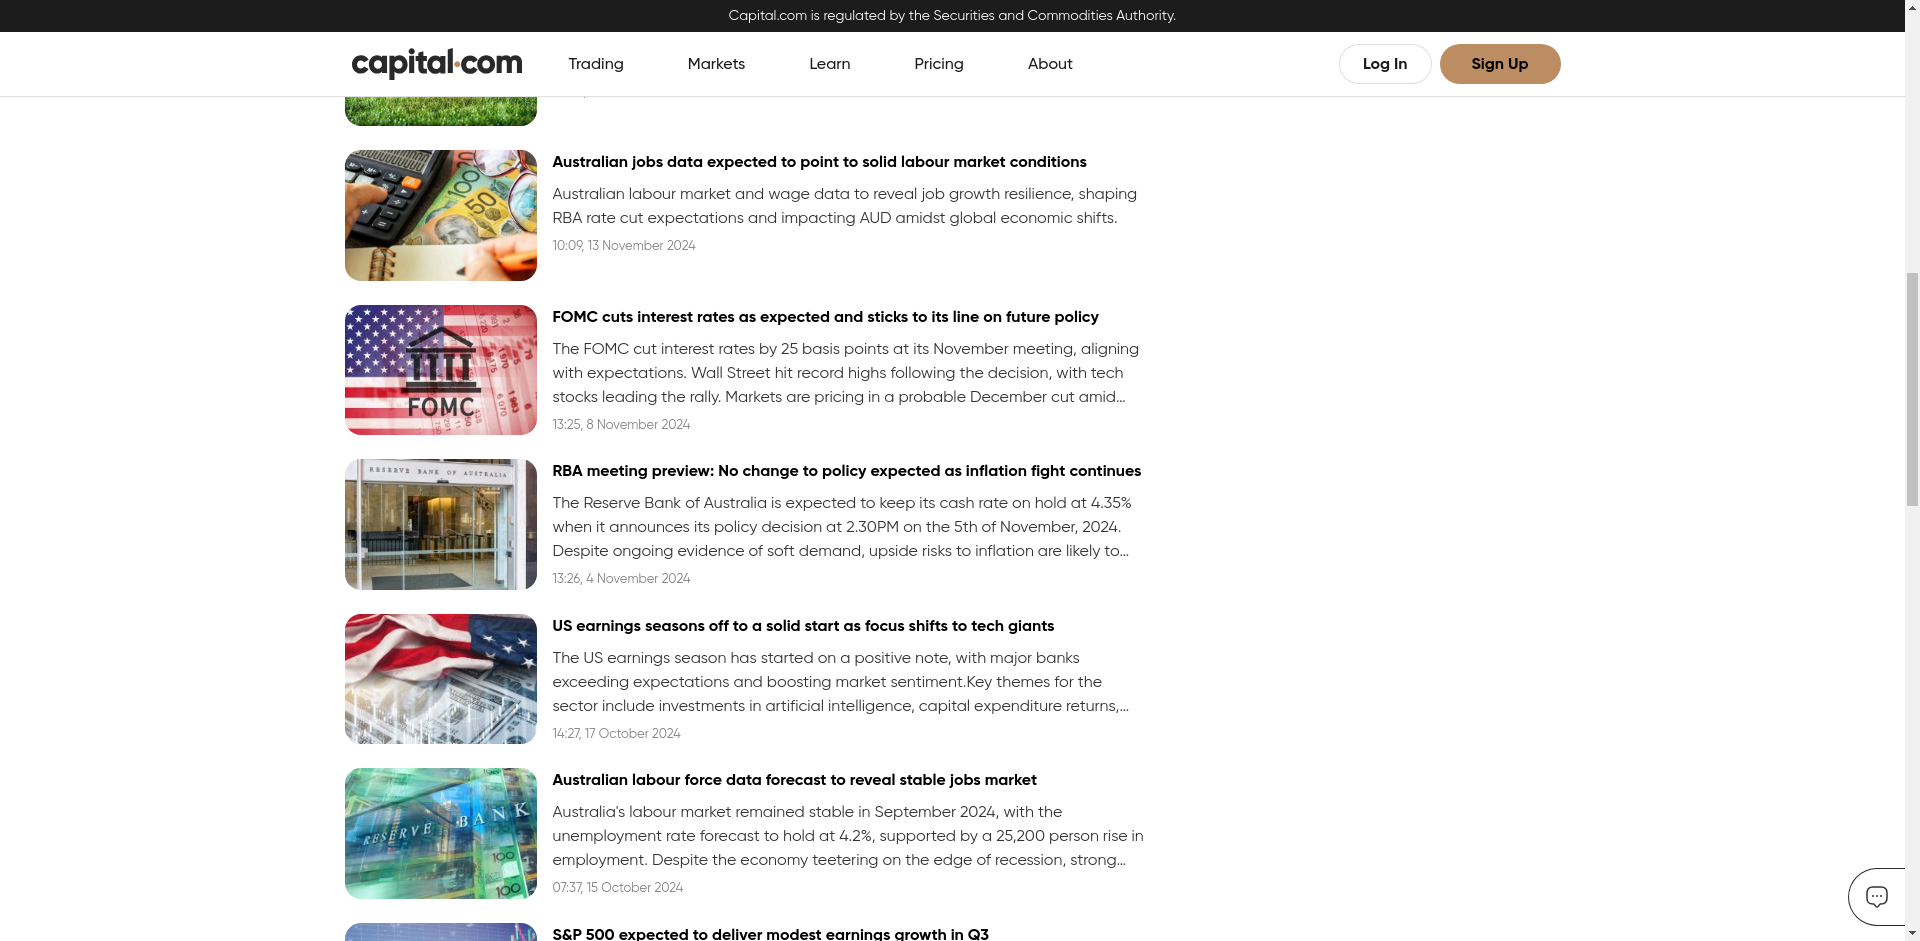 Capital.com is regulated by the Securities and Commodities Authority.
capital.com
Trading
Markets
Learn
Pricing
About
Log In
Sign Up
Australian jobs data expected to point to solid labour market conditions
Australian labour market and wage data to reveal job growth resilience, shaping
RBA rate cut expectations and impacting AUD amidst global economic shifts.
10:09, 13 November 2024
FOMC
FOMC cuts interest rates as expected and sticks to its line on future policy
The FOMC cut interest rates by 25 basis points at its November meeting, aligning
with expectations. Wall Street hit record highs following the decision, with tech
stocks leading the rally. Markets are pricing in a probable December cut amid...
13:25, 8 November 2024
RESERVE BANK OF AUSTRALIA
RBA meeting preview: No change to policy expected as inflation fight continues
The Reserve Bank of Australia is expected to keep its cash rate on hold at 4.35%
when it announces its policy decision at 2.30PM on the 5th of November, 2024.
Despite ongoing evidence of soft demand, upside risks to inflation are likely to...
13:26, 4 November 2024
US earnings seasons off to a solid start as focus shifts to tech giants
The US earnings season has started on a positive note, with major banks
exceeding expectations and boosting market sentiment.Key themes for the
sector include investments in artificial intelligence, capital expenditure returns,...
14:27, 17 October 2024
RESERVE BANK
100
100
Australian labour force data forecast to reveal stable jobs market
Australia's labour market remained stable in September 2024, with the
unemployment rate forecast to hold at 4.2%, supported by a 25,200 person rise in
employment. Despite the economy teetering on the edge of recession, strong...
07:37, 15 October 2024
S&P 500 expected to deliver modest earnings growth in Q3